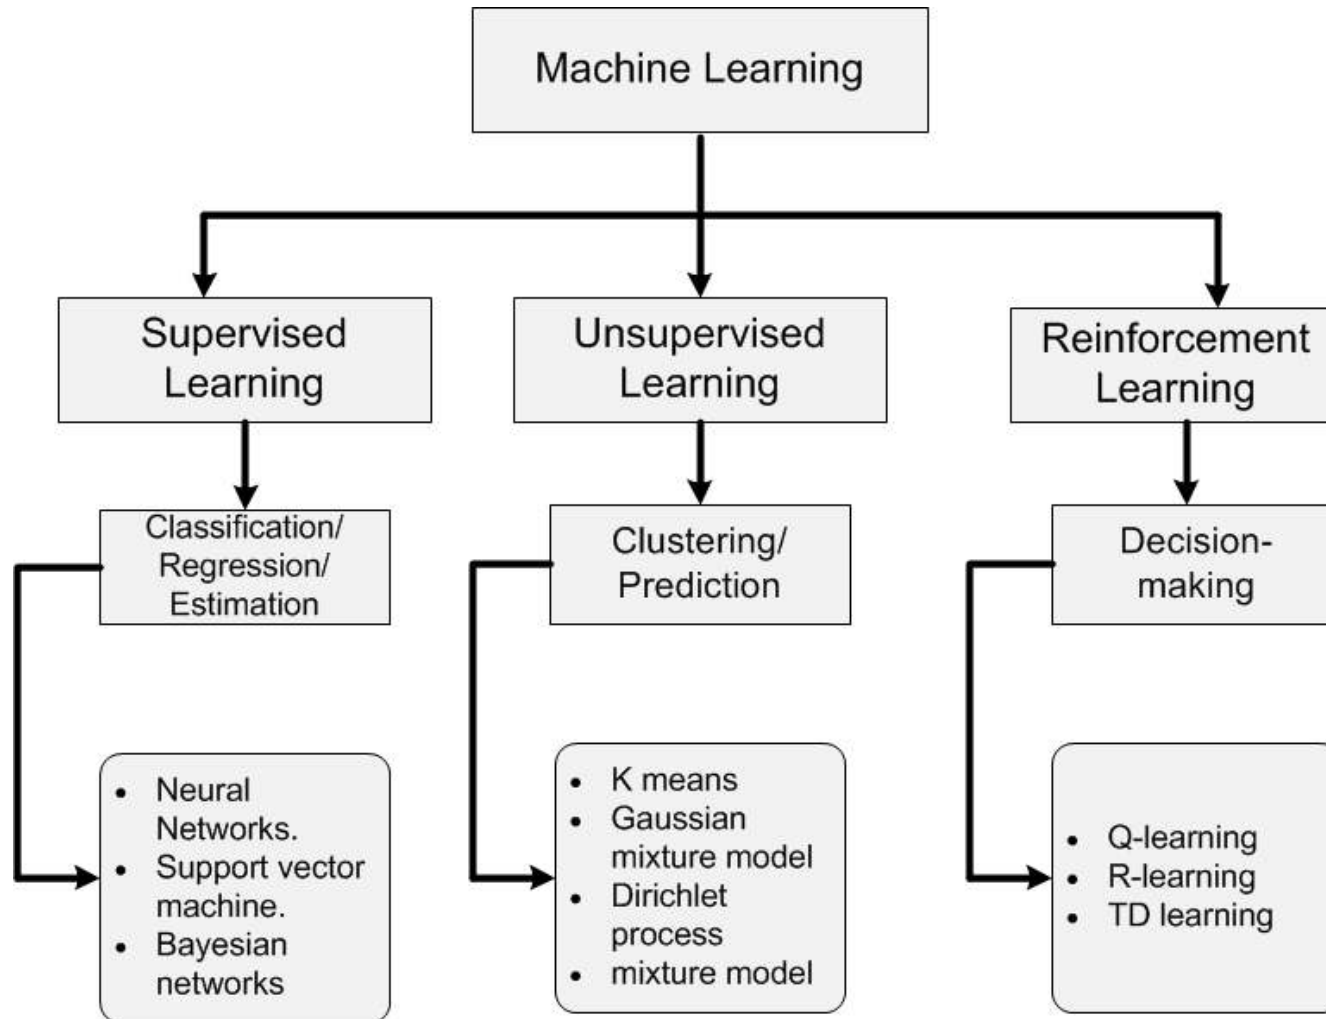 Machine Learning
Supervised
Learning
Unsupervised
Learning
Reinforcement
Learning
Classification/
Regression/
Estimation
Clustering/
Prediction
Decision-
making
• Neural
Networks.
• Support vector
machine.
• Bayesian
networks
• K means
• Gaussian
mixture model
• Dirichlet
process
• mixture model
• Q-learning
• R-learning
• TD learning